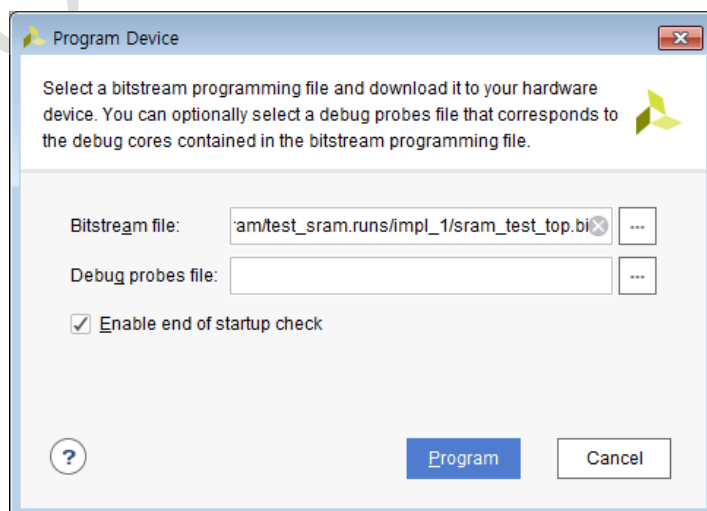 Program Device
Select a bitstream programming file and download it to your hardware
device. You can optionally select a debug probes file that corresponds to
the debug cores contained in the bitstream programming file.
Bitstream file: ram/test_sram.runs/impl_1/sram_test_top.bi ...
Debug probes file: ...
Enable end of startup check
? Program Cancel